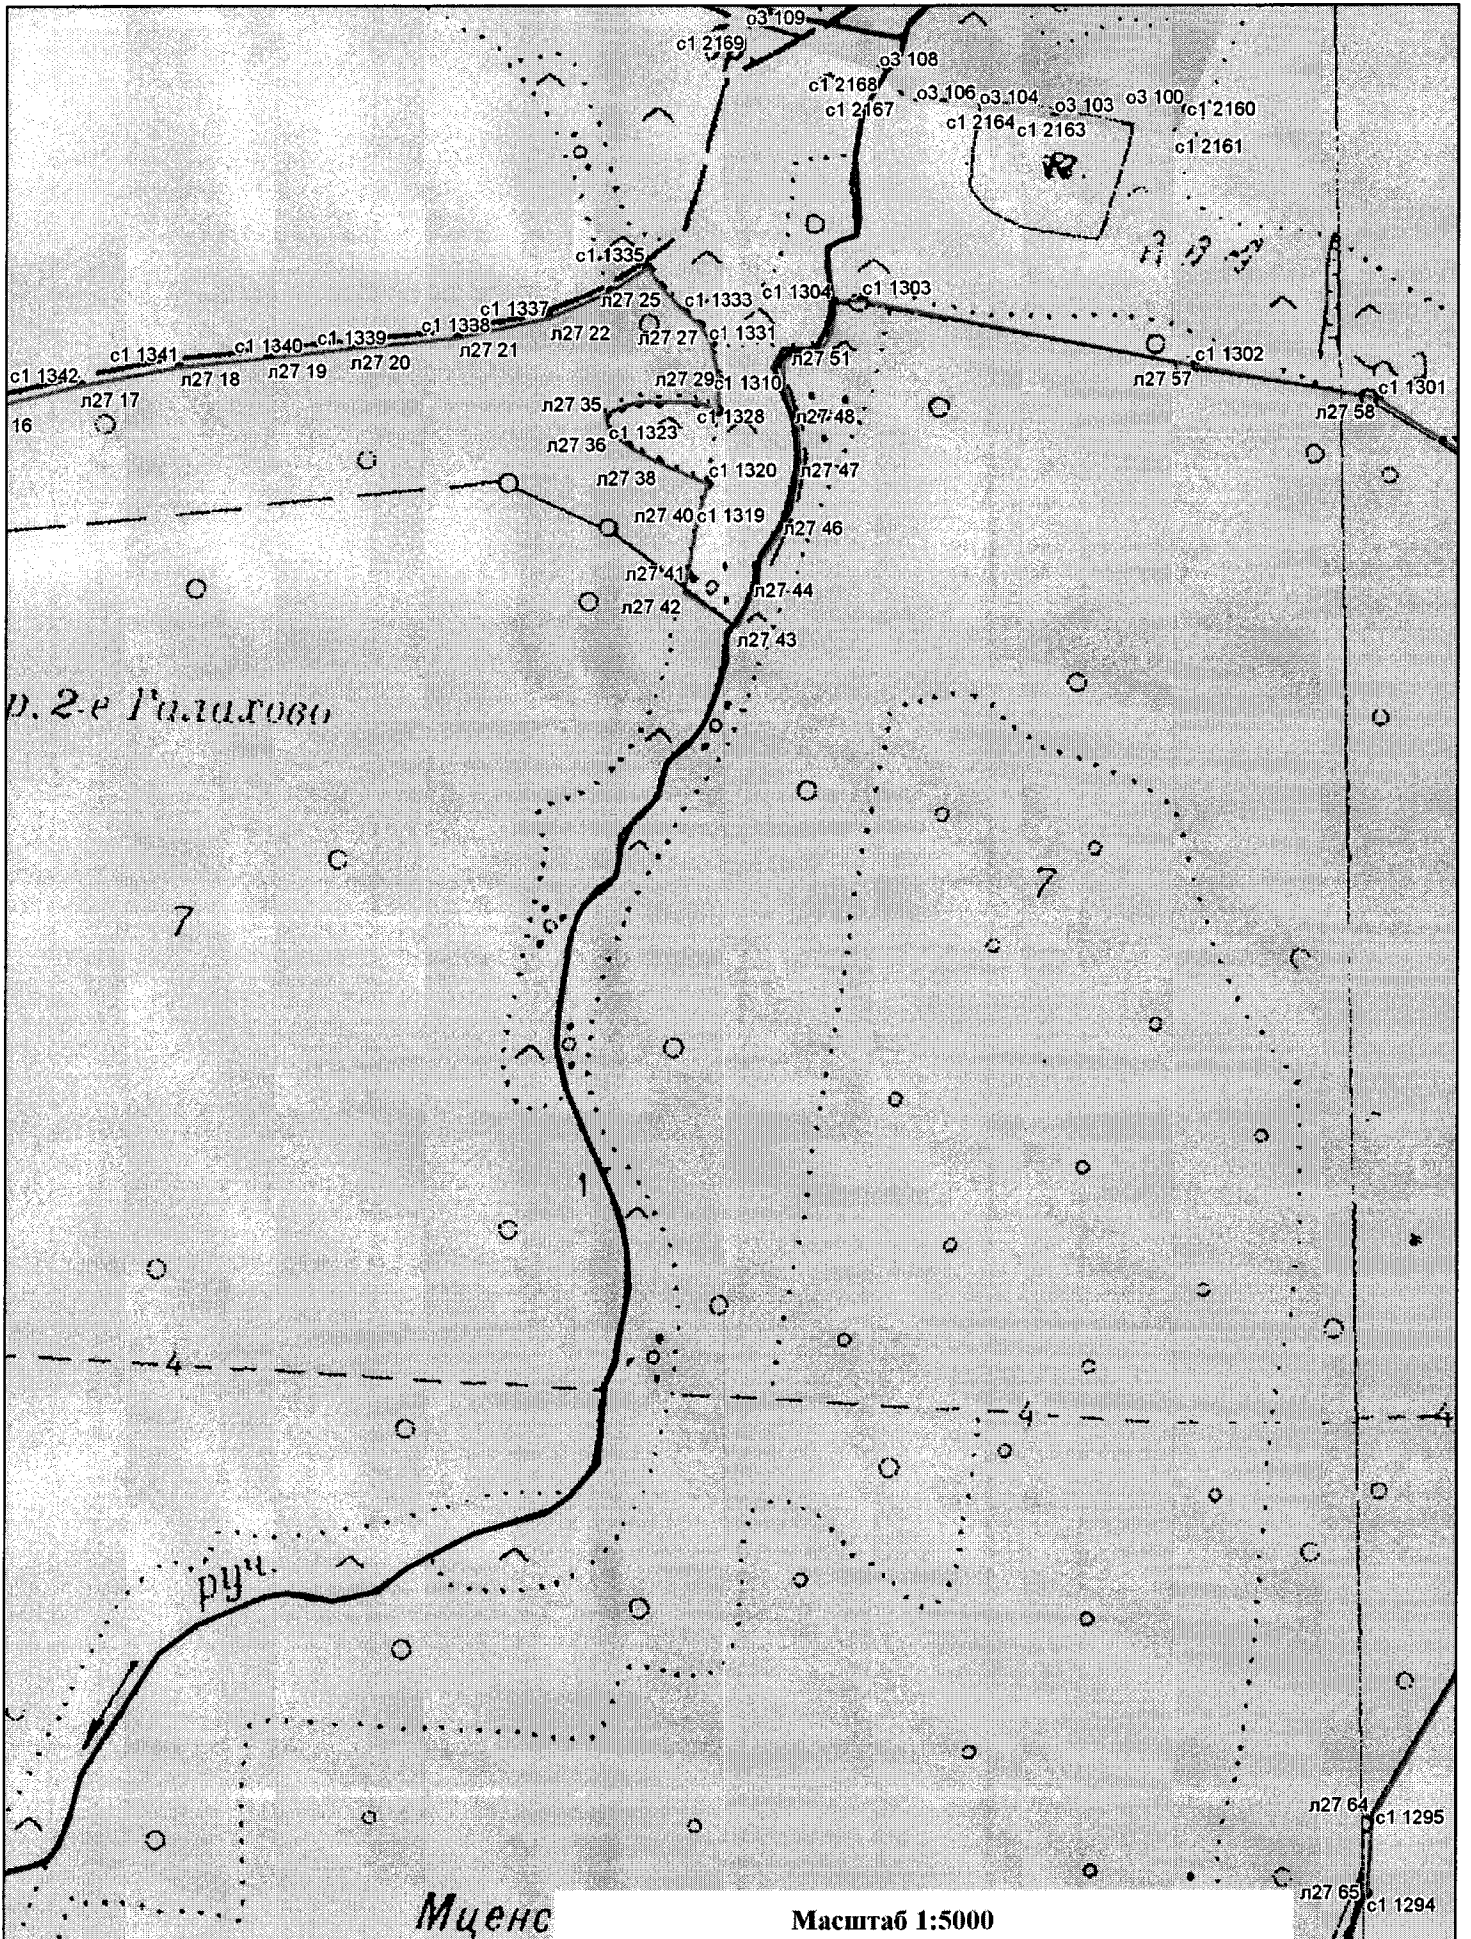 о3 109
с1 2169
о3 108
с1 2168
о3 106
о3 104
о3 103
о3 100
с1 2160
с1 2167
с1 2164
с1 2163
с1 2161
с1 1335
с1 1304
с1 1303
с1 1333
л27 25
с1 1337
л27 22
л27 27
с1 1331
с1 1338
с1 1339
с1 1340
с1 1341
с1 1342
л27 21
л27 20
л27 19
л27 18
л27 17
16
л27 51
с1 1302
л27 57
с1 1301
л27 58
л27 29
с1 1310
л27 35
с1 1328
л27 48
с1 1323
л27 36
л27 38
с1 1320
л27 47
л27 40
с1 1319
л27 46
л27 41
л27 44
л27 42
л27 43
р. 2-е Галахово
7
7
1
4
4
4
руч.
л27 64
с1 1295
л27 65
с1 1294
Мценс
Масштаб 1:5000